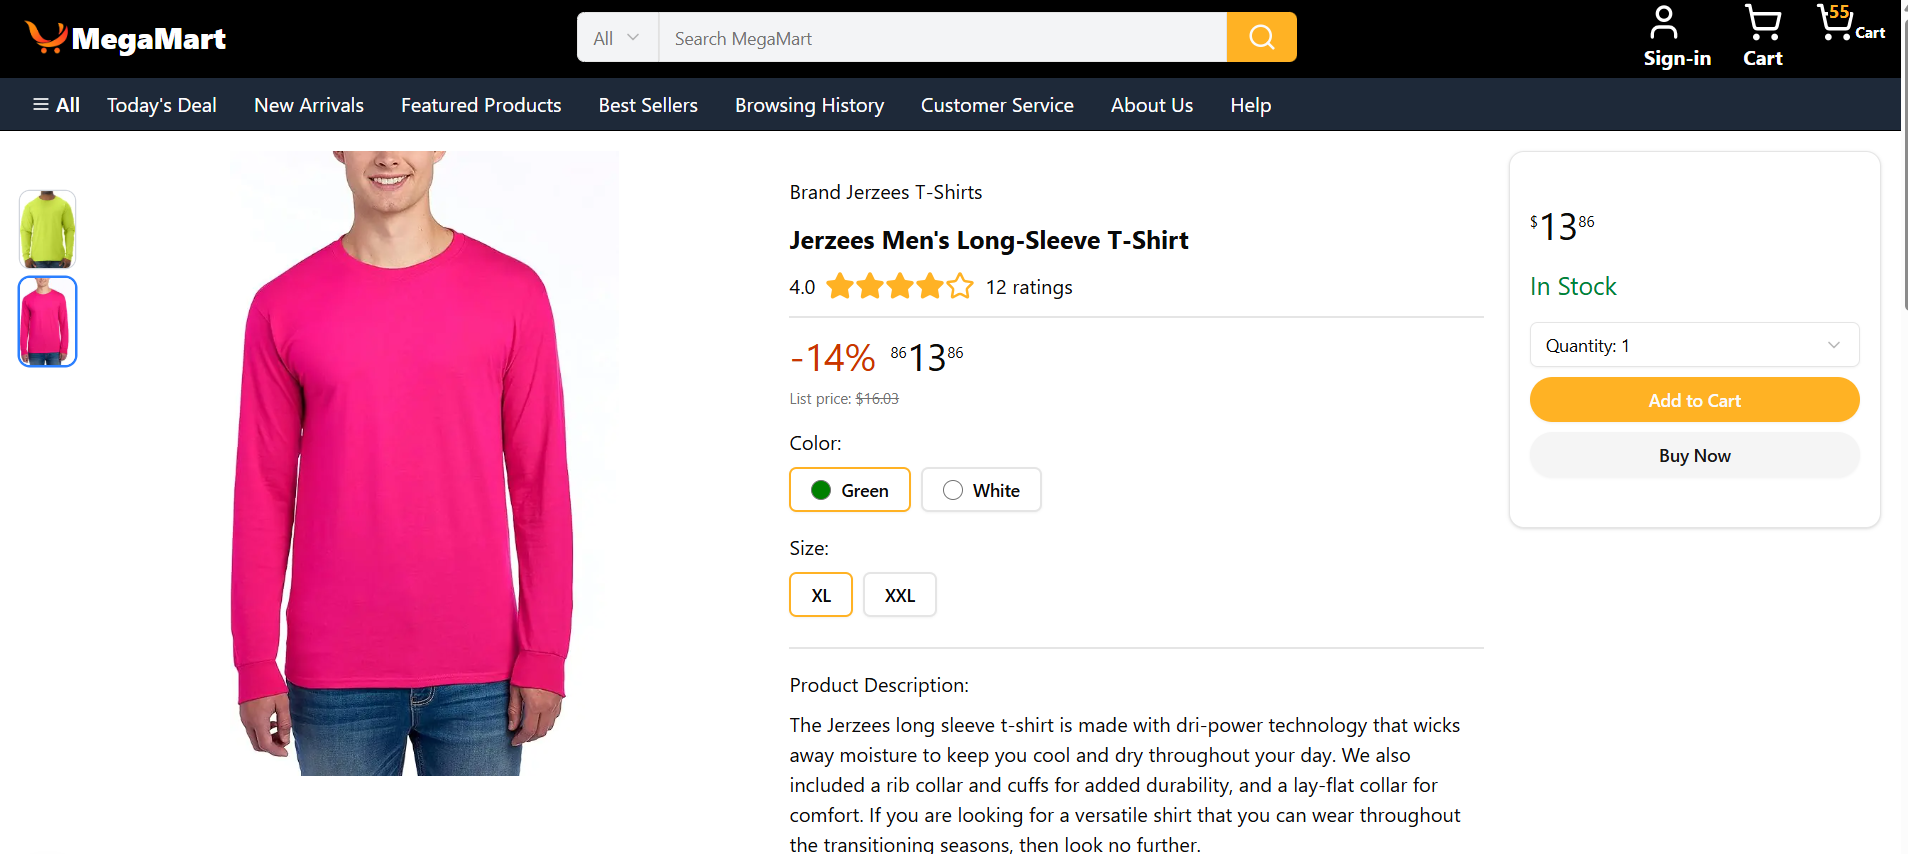 MegaMart
All
Search MegaMart
Sign-in
Cart
55
Cart
All
Today's Deal
New Arrivals
Featured Products
Best Sellers
Browsing History
Customer Service
About Us
Help
Brand Jerzees T-Shirts
Jerzees Men's Long-Sleeve T-Shirt
4.0 12 ratings
-14% 86 13 86
List price: $16.03
Color:
Green
White
Size:
XL
XXL
Product Description:
The Jerzees long sleeve t-shirt is made with dri-power technology that wicks
away moisture to keep you cool and dry throughout your day. We also
included a rib collar and cuffs for added durability, and a lay-flat collar for
comfort. If you are looking for a versatile shirt that you can wear throughout
the transitioning seasons, then look no further.
$13 86
In Stock
Quantity: 1
Add to Cart
Buy Now